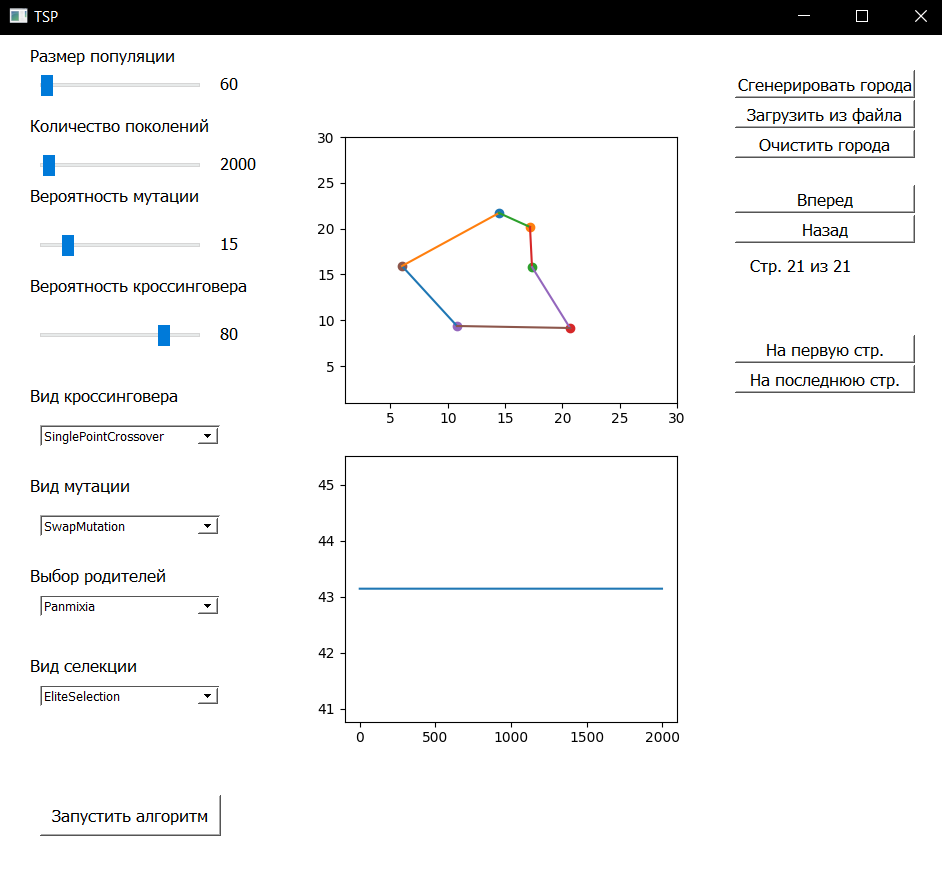 TSP
Размер популяции
60
Количество поколений
2000
Вероятность мутации
15
Вероятность кроссинговера
80
Вид кроссинговера
SinglePointCrossover
Вид мутации
SwapMutation
Выбор родителей
Panmixia
Вид селекции
EliteSelection
Запустить алгоритм
30
25
20
15
10
5
5 10 15 20 25 30
45
44
43
42
41
0 500 1000 1500 2000
Сгенерировать города
Загрузить из файла
Очистить города
Вперед
Назад
Стр. 21 из 21
На первую стр.
На последнюю стр.